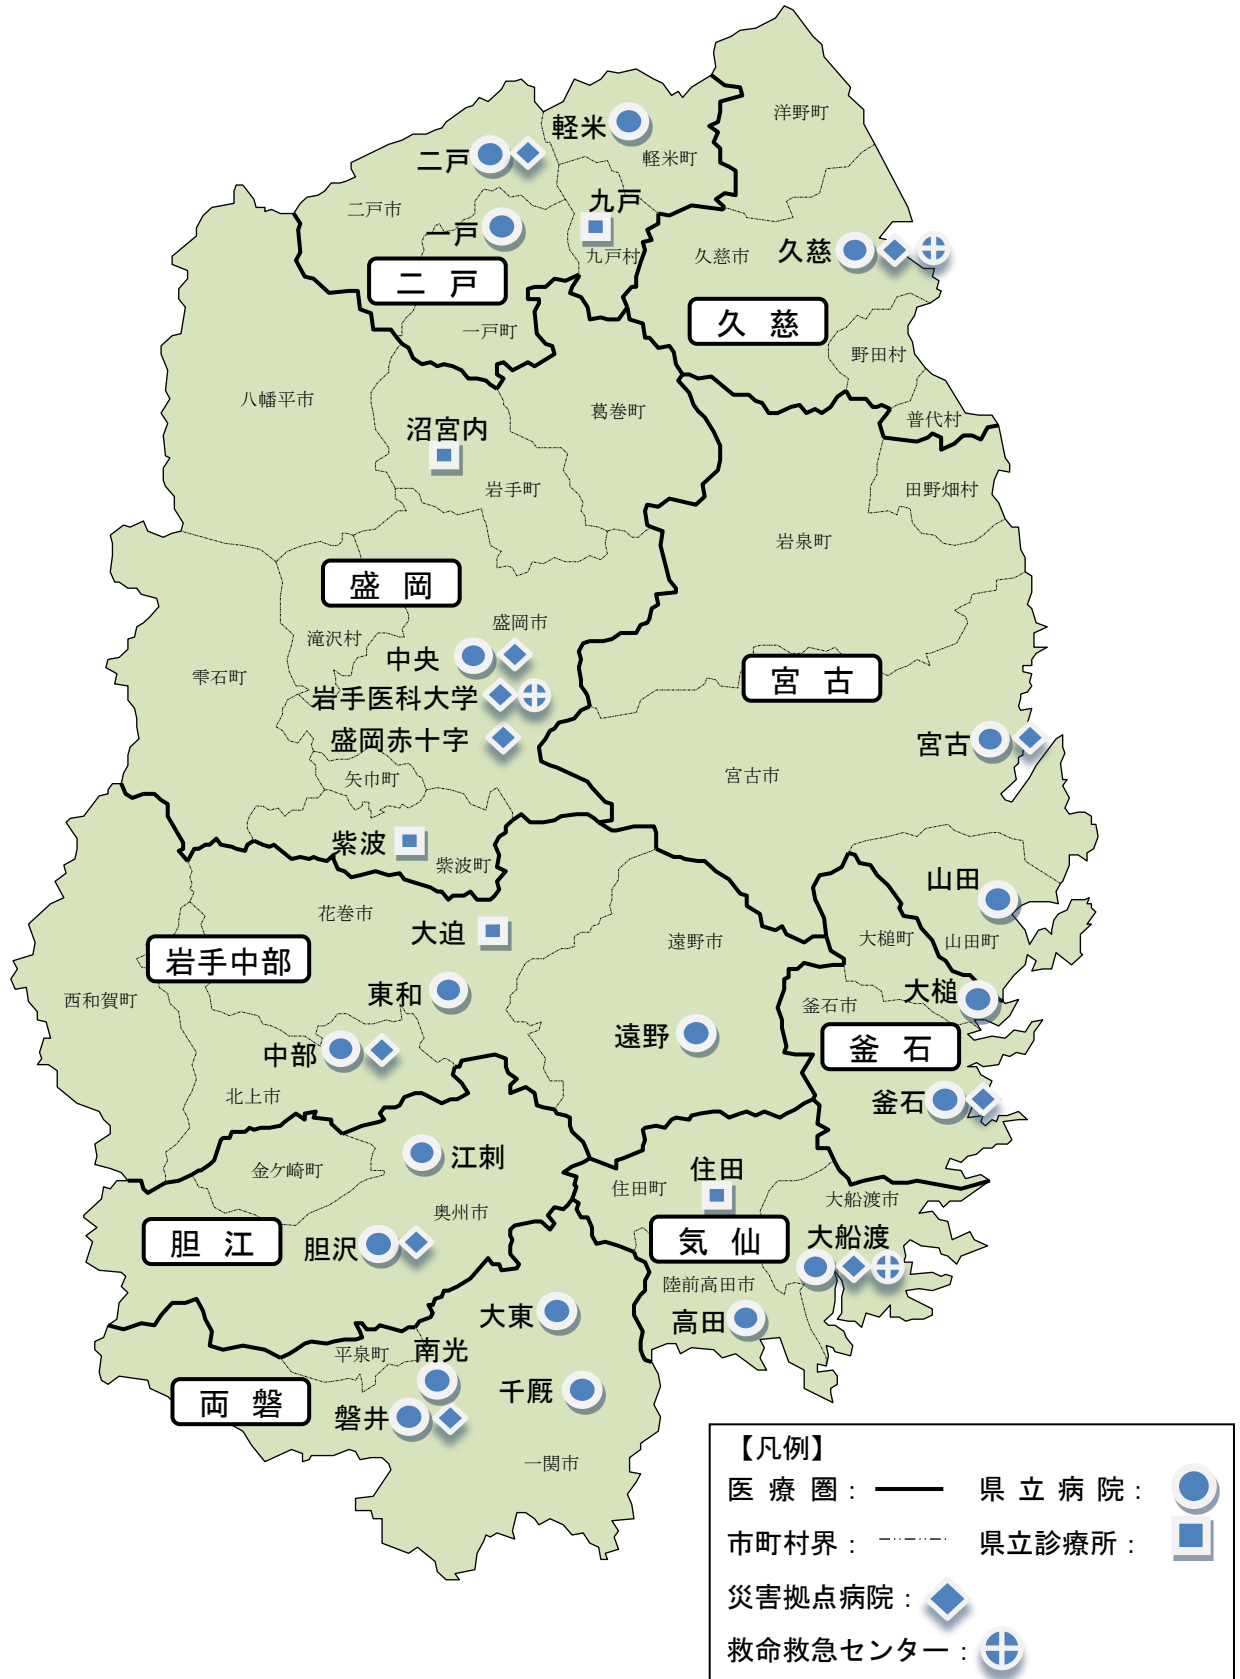 洋野町
軽米
軽米町
二戸
九戸
二戸市
一戸
九戸村
久慈市
久慈
二 戸
久 慈
一戸町
野田村
八幡平市
葛巻町
普代村
沼宮内
岩手町
田野畑村
岩泉町
盛 岡
盛岡市
滝沢村
中央
雫石町
宮 古
岩手医科大学
盛岡赤十字
宮古
矢巾町
宮古市
紫波
紫波町
山田
花巻市
大迫
遠野市
大槌町
山田町
岩手中部
西和賀町
東和
大槌
釜石市
遠野
釜 石
中部
北上市
釜石
江刺
金ケ崎町
住田
住田町
大船渡市
奥州市
胆 江
胆沢
気 仙
大船渡
陸前高田市
大東
高田
平泉町
南光
両 磐
千厩
磐井
一関市
【凡例】
医 療 圏 : 県 立 病 院 :
市町村界 : 県立診療所 :
災害拠点病院 :
救命救急センター :